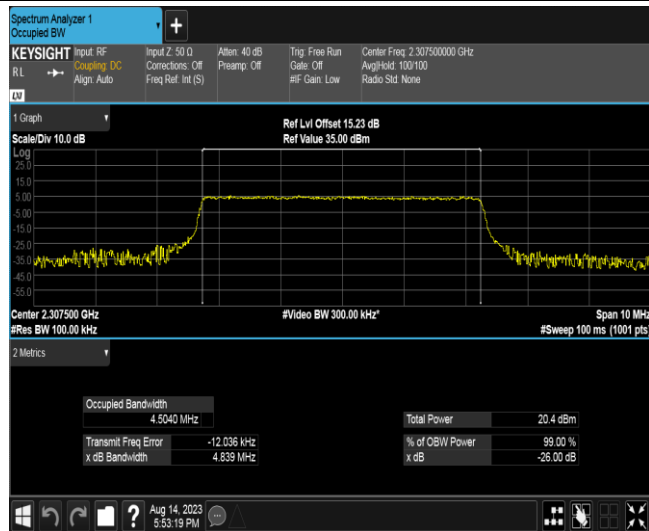 Spectrum Analyzer 1
Occupied BW
+
KEYSIGHT
RL
LXI
Input: RF
Coupling: DC
Align: Auto
Input Z: 50 Ω
Corrections: Off
Freq Ref: Int (S)
Atten: 40 dB
Preamp: Off
Trig: Free Run
Gate: Off
#IF Gain: Low
Center Freq: 2.307500000 GHz
Avg|Hold: 100/100
Radio Std: None
1 Graph
Scale/Div 10.0 dB
Ref Lvl Offset 15.23 dB
Ref Value 35.00 dBm
Log
25.0
15.0
5.00
-5.00
-15.0
-25.0
-35.0
-45.0
-55.0
Center 2.307500 GHz
#Res BW 100.00 kHz
#Video BW 300.00 kHz*
Span 10 MHz
#Sweep 100 ms (1001 pts)
2 Metrics
Occupied Bandwidth
4.5040 MHz
Transmit Freq Error -12.036 kHz
x dB Bandwidth 4.839 MHz
Total Power 20.4 dBm
% of OBW Power 99.00 %
x dB -26.00 dB
?
Aug 14, 2023
5:53:19 PM